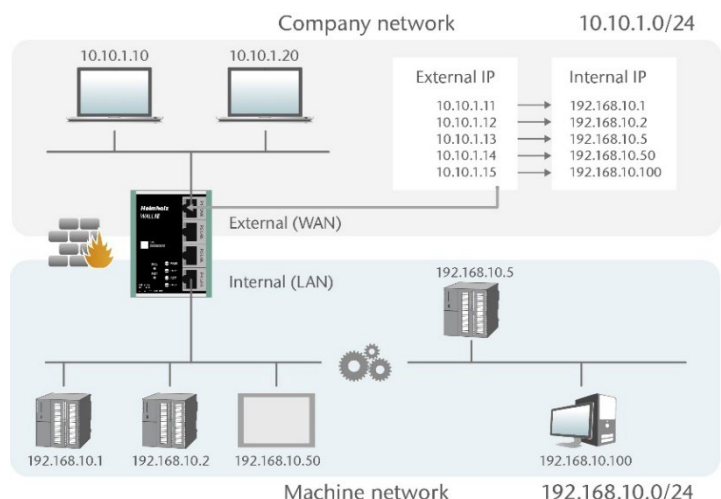 Company network 10.10.1.0/24
10.10.1.10 10.10.1.20
External IP Internal IP
10.10.1.11 192.168.10.1
10.10.1.12 192.168.10.2
10.10.1.13 192.168.10.5
10.10.1.14 192.168.10.50
10.10.1.15 192.168.10.100
Helmholz
WALL IE
External (WAN)
Internal (LAN)
192.168.10.5
192.168.10.1 192.168.10.2 192.168.10.50 192.168.10.100
Machine network 192.168.10.0/24